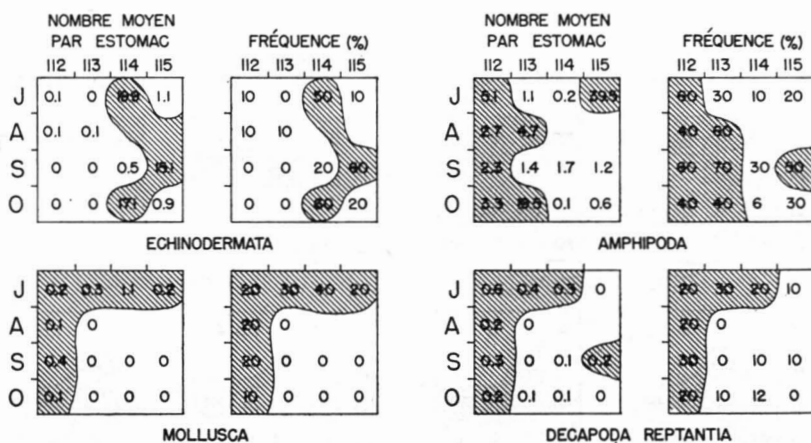 NOMBRE MOYEN PAR ESTOMAC FRÉQUENCE (%) NOMBRE MOYEN PAR ESTOMAC FRÉQUENCE (%)
112 113 114 115 112 113 114 115 112 113 114 115 112 113 114 115
J 0.1 0 19.9 1.1 10 0 50 10 J 5.1 1.1 0.2 39.5 60 30 10 20
A 0.1 0.1 10 10 A 2.7 4.7 40 60
S 0 0 0.5 15.1 0 0 20 60 S 2.3 1.4 1.7 1.2 60 70 30 50
O 0 0 17.1 0.9 0 0 60 20 O 3.3 0.1 0.6 40 40 6 30
ECHINODERMATA AMPHIPODA
J 0.2 0.3 1.1 0.2 20 30 40 20 J 0.6 0.4 0.3 0 20 30 20 10
A 0.1 0 20 0 A 0.2 0 20 0
S 0.4 0 0 0 20 0 0 0 S 0.3 0 0.1 0.2 30 0 10 10
O 0.1 0 0 0 10 0 0 0 O 0.2 0.1 0.1 0 20 10 12 0
MOLLUSCA DECAPODA REPTANTIA